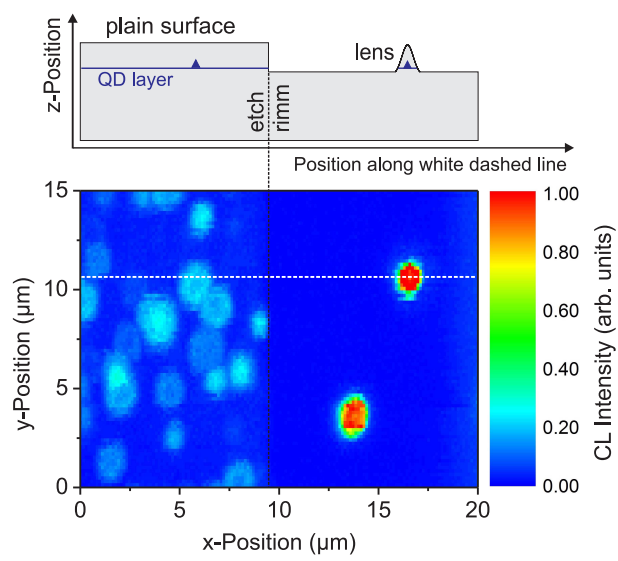 plain surface
lens
QD layer
z-Position
etch
rimm
Position along white dashed line
15
10
5
0
y-Position (µm)
0
5
10
15
20
x-Position (µm)
1.00
0.80
0.60
0.40
0.20
0.00
CL Intensity (arb. units)